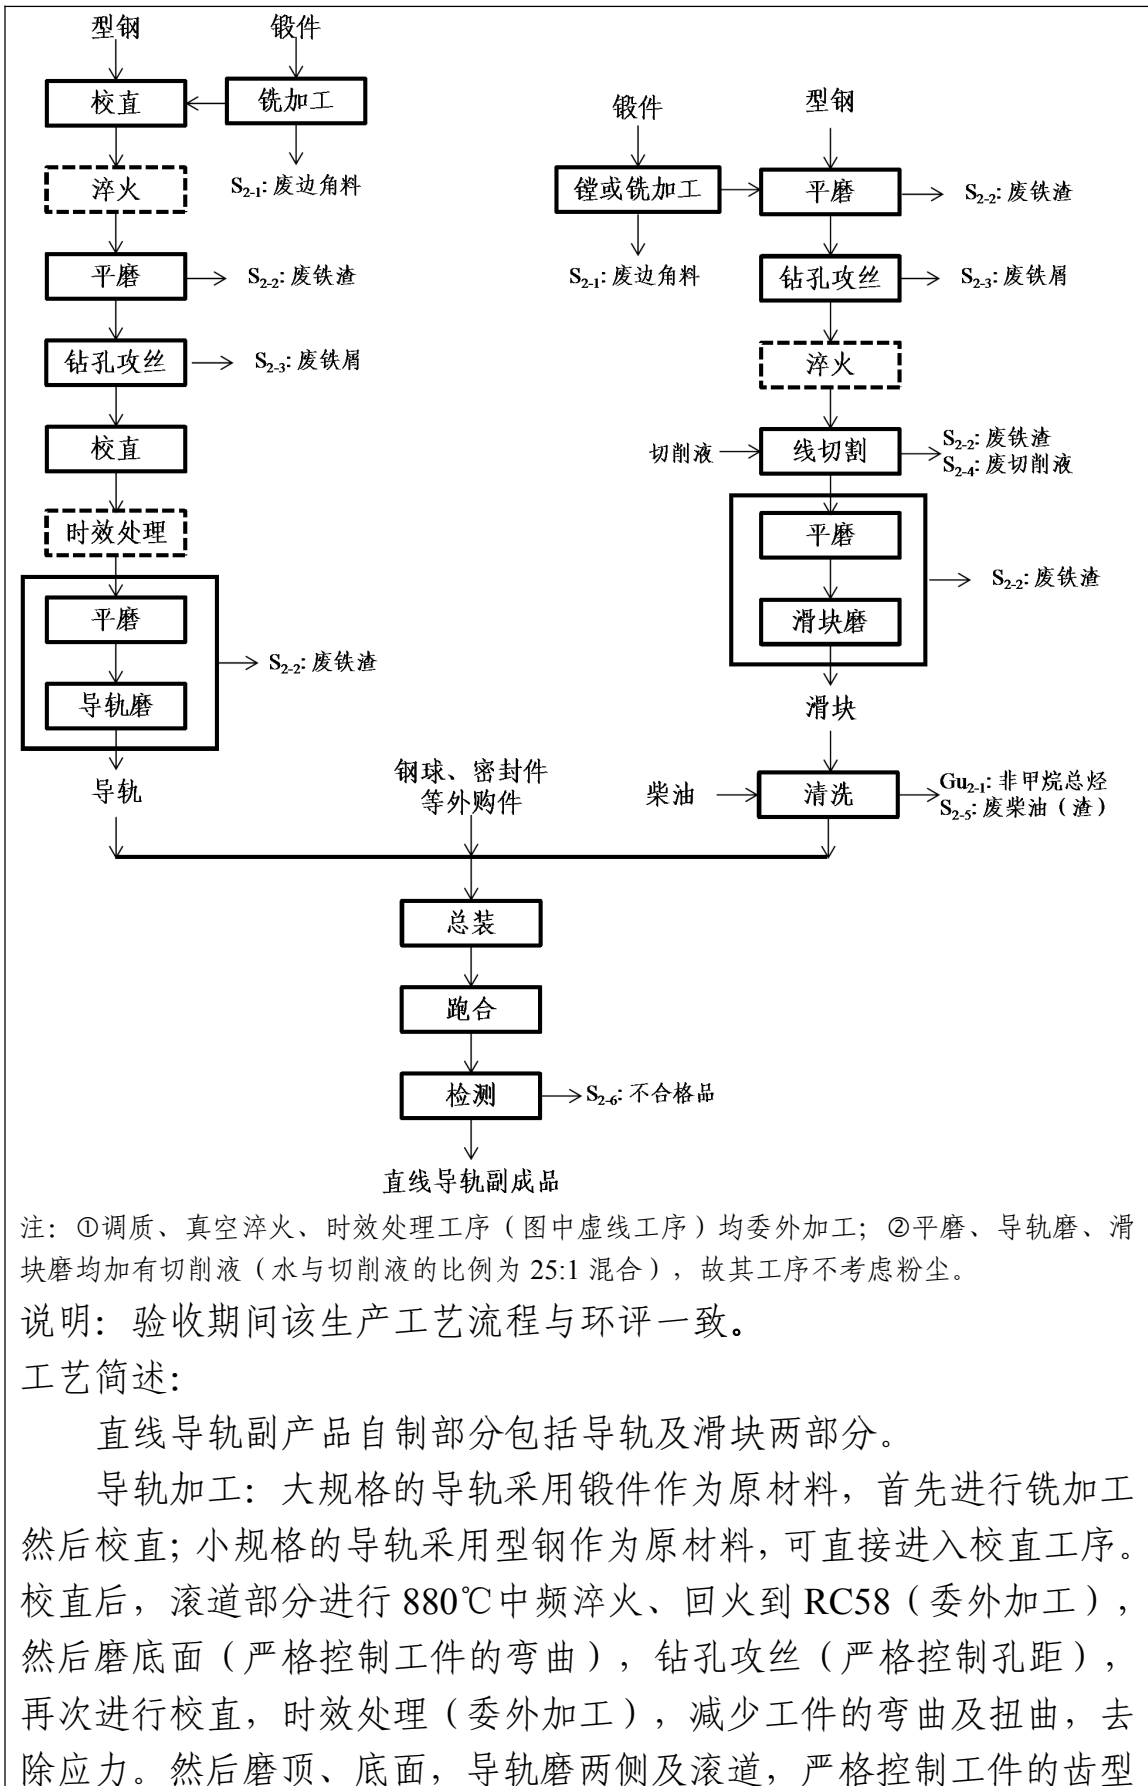 型钢
锻件
校直
铣加工
S2-1: 废边角料
淬火
平磨
S2-2: 废铁渣
钻孔攻丝
S2-3: 废铁屑
校直
时效处理
平磨
导轨磨
S2-2: 废铁渣
导轨
锻件
型钢
镗或铣加工
平磨
S2-2: 废铁渣
S2-1: 废边角料
钻孔攻丝
S2-3: 废铁屑
淬火
切削液
线切割
S2-2: 废铁渣
S2-4: 废切削液
平磨
滑块磨
S2-2: 废铁渣
滑块
钢球、密封件
等外购件
柴油
清洗
Gu2-1: 非甲烷总烃
S2-5: 废柴油（渣）
总装
跑合
检测
S2-6: 不合格品
直线导轨副成品
注：①调质、真空淬火、时效处理工序（图中虚线工序）均委外加工；②平磨、导轨磨、滑
块磨均加有切削液（水与切削液的比例为 25:1 混合），故其工序不考虑粉尘。
说明：验收期间该生产工艺流程与环评一致。
工艺简述：
直线导轨副产品自制部分包括导轨及滑块两部分。
导轨加工：大规格的导轨采用锻件作为原材料，首先进行铣加工
然后校直；小规格的导轨采用型钢作为原材料，可直接进入校直工序。
校直后，滚道部分进行 880℃中频淬火、回火到 RC58（委外加工），
然后磨底面（严格控制工件的弯曲），钻孔攻丝（严格控制孔距），
再次进行校直，时效处理（委外加工），减少工件的弯曲及扭曲，去
除应力。然后磨顶、底面，导轨磨两侧及滚道，严格控制工件的齿型